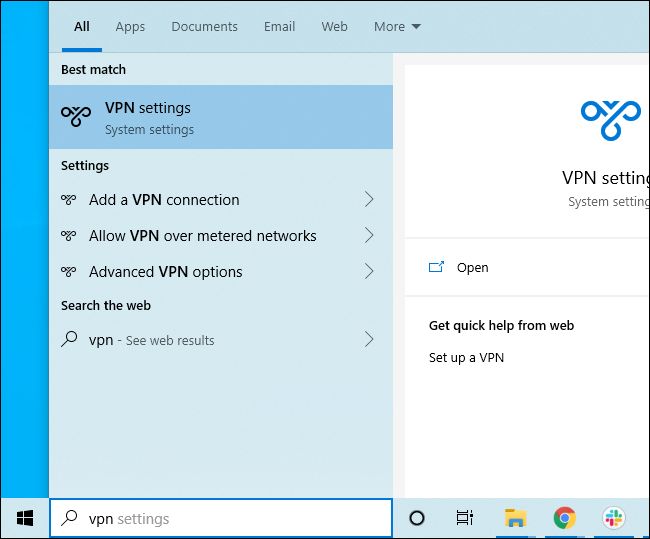 All Apps Documents Email Web More
Best match
VPN settings
System settings
Settings
Add a VPN connection
Allow VPN over metered networks
Advanced VPN options
Search the web
vpn - See web results
VPN setting
System setting
Open
Get quick help from web
Set up a VPN
vpn settings